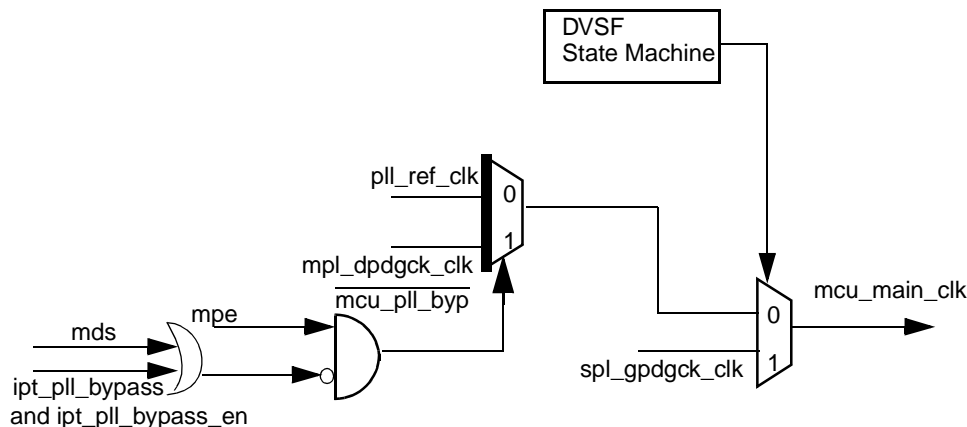 DVSF
State Machine
pll_ref_clk
0
1
mpl_dpdgck_clk
mcu_pll_byp
mcu_main_clk
mpe
0
mds
spl_gpdgck_clk
1
ipt_pll_bypass
and ipt_pll_bypass_en